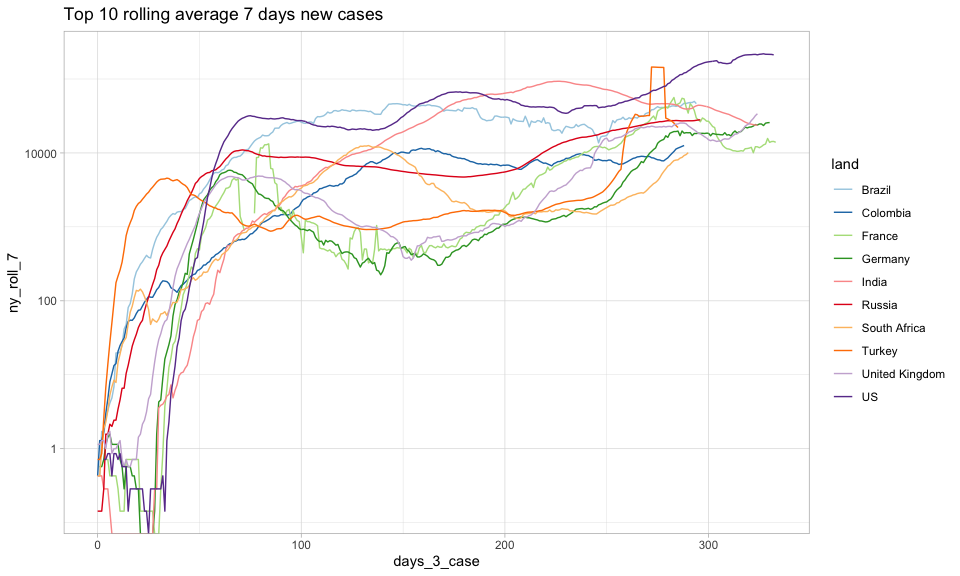 Top 10 rolling average 7 days new cases
ny_roll_7
10000
100
1
0
100
200
300
days_3_case
land
Brazil
Colombia
France
Germany
India
Russia
South Africa
Turkey
United Kingdom
US